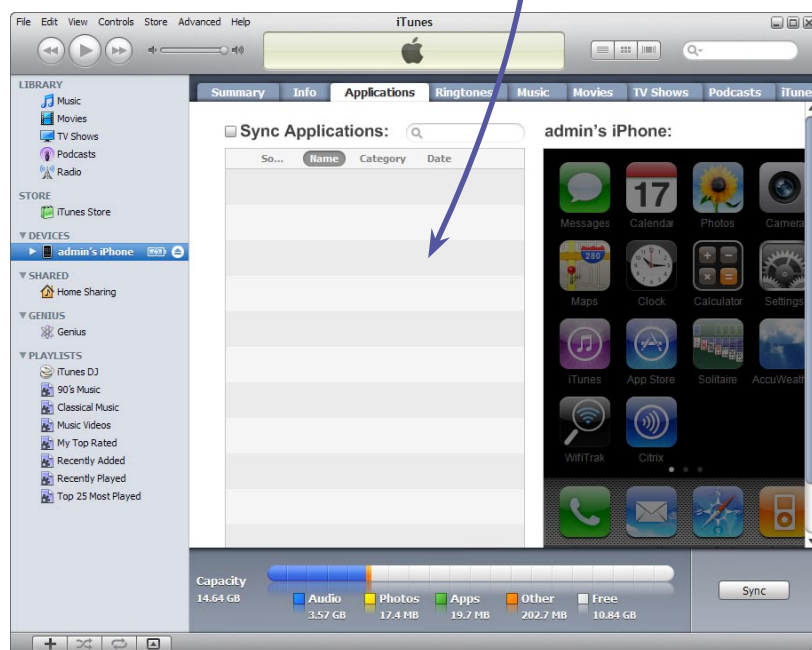 File Edit View Controls Store Advanced Help
iTunes
LIBRARY
Music
Movies
TV Shows
Podcasts
Radio
STORE
iTunes Store
DEVICES
admin's iPhone
SHARED
Home Sharing
GENIUS
Genius
PLAYLISTS
iTunes DJ
90's Music
Classical Music
Music Videos
My Top Rated
Recently Added
Recently Played
Top 25 Most Played
Summary Info Applications Ringtones Music Movies TV Shows Podcasts iTune
Sync Applications:
So... Name Category Date
admin's iPhone:
17
Messages Calendar Photos Camera
280
Maps Clock Calculator Settings
iTunes App Store Solitaire AccuWeath
WifiTrak Citrix
Capacity
14.64 GB
Audio Photos Apps Other Free
3.57 GB 17.4 MB 19.7 MB 202.7 MB 10.84 GB
Sync